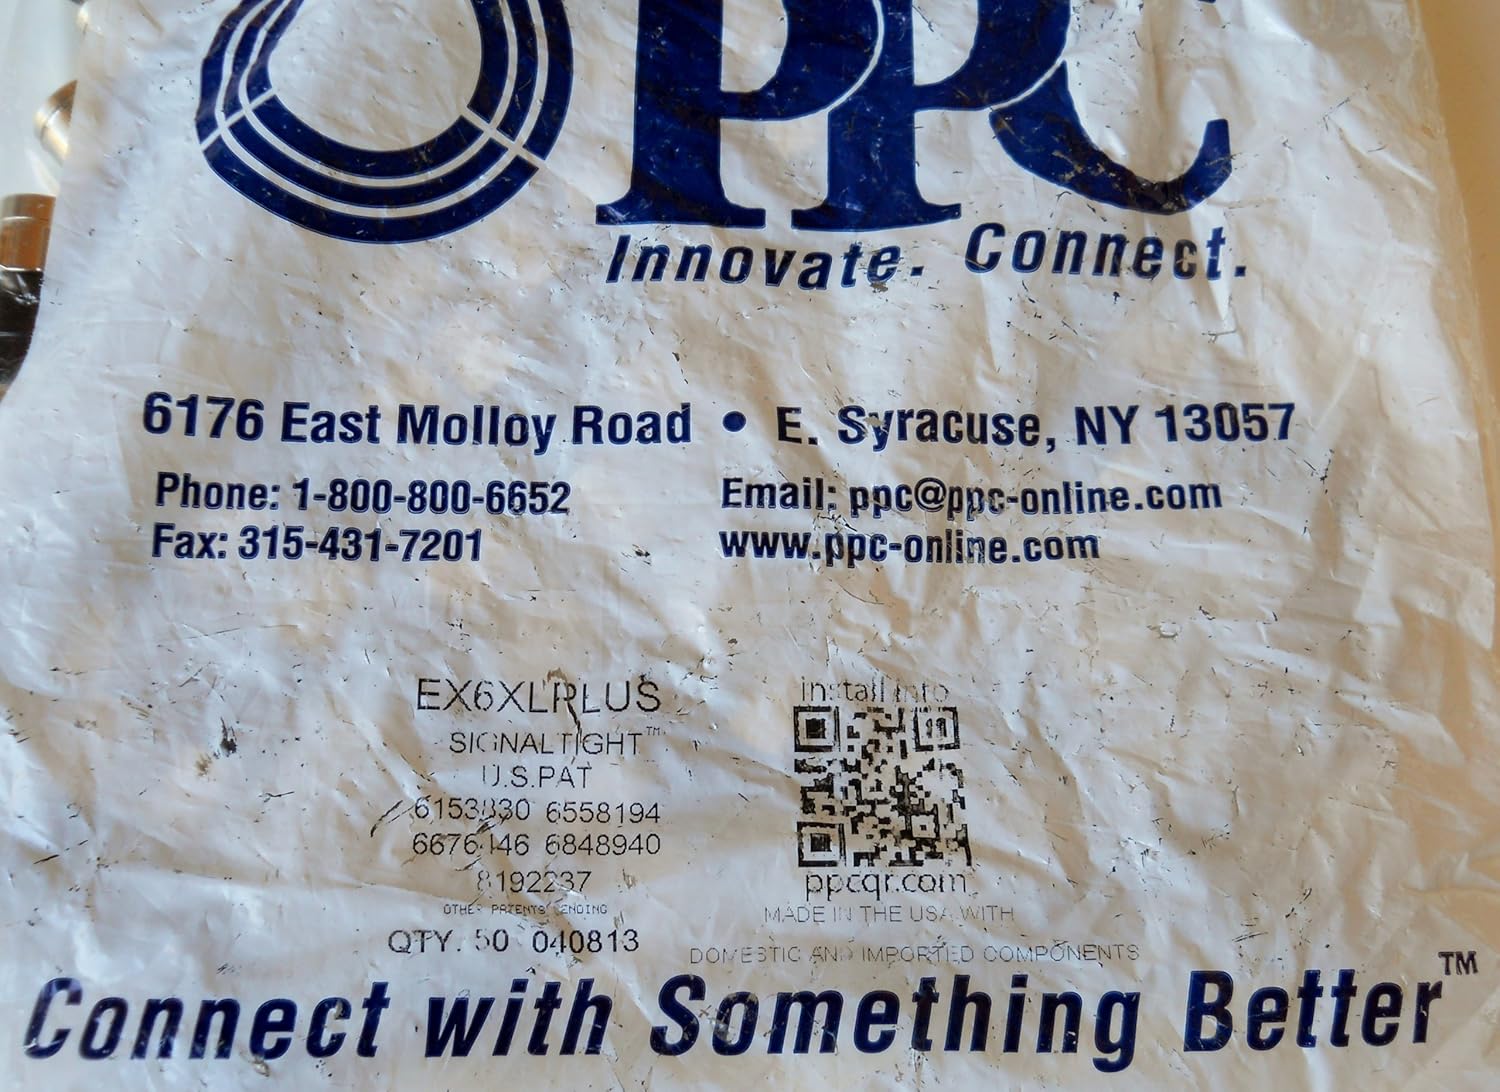 PPC
Innovate. Connect.
6176 East Molloy Road • E. Syracuse, NY 13057
Phone: 1-800-800-6652
Fax: 315-431-7201
Email: ppc@ppc-online.com
www.ppc-online.com
EX6XLPLUS
SIGNALTIGHT™
U.S.PAT
6558194
6848940
8192237
OTHER PATENTS PENDING
QTY. 50 040813
install info
ppcqr.com
MADE IN THE USA WITH
DOMESTIC AND IMPORTED COMPONENTS
Connect with Something Better™